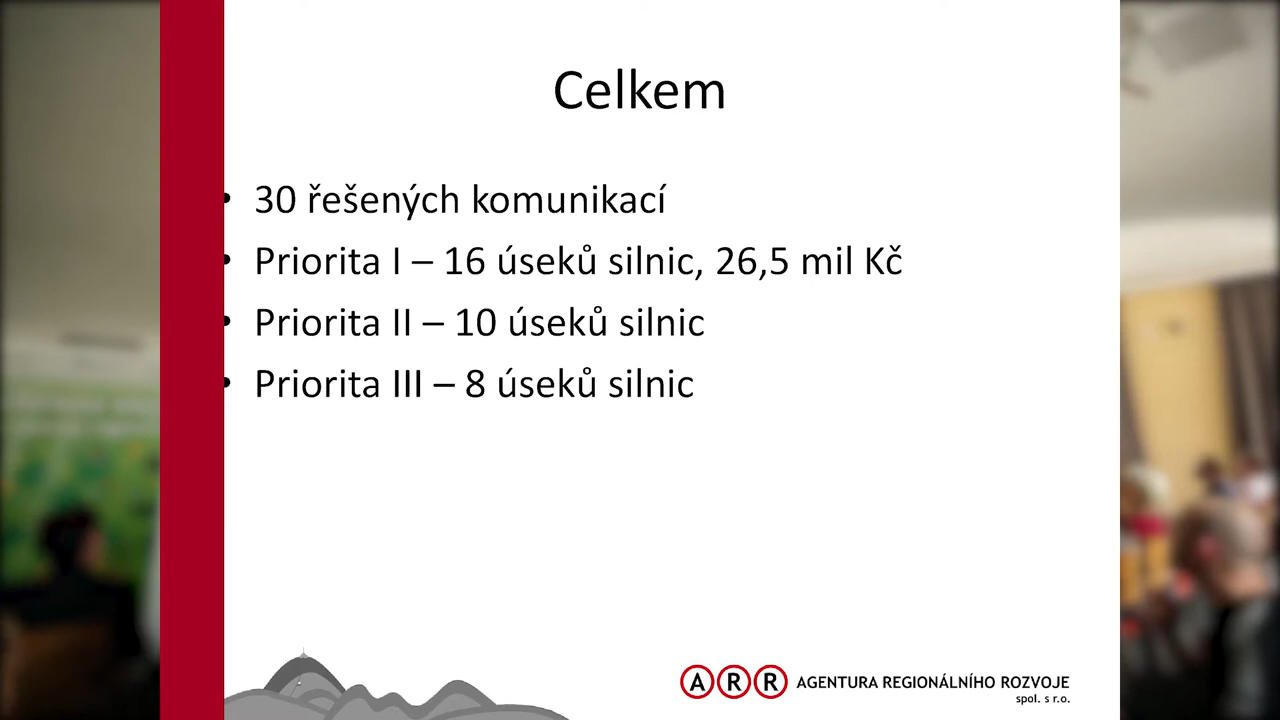 Celkem
• 30 řešených komunikací
• Priorita I – 16 úseků silnic, 26,5 mil Kč
• Priorita II – 10 úseků silnic
• Priorita III – 8 úseků silnic
ARR AGENTURA REGIONÁLNÍHO ROZVOJE
spol. s r.o.